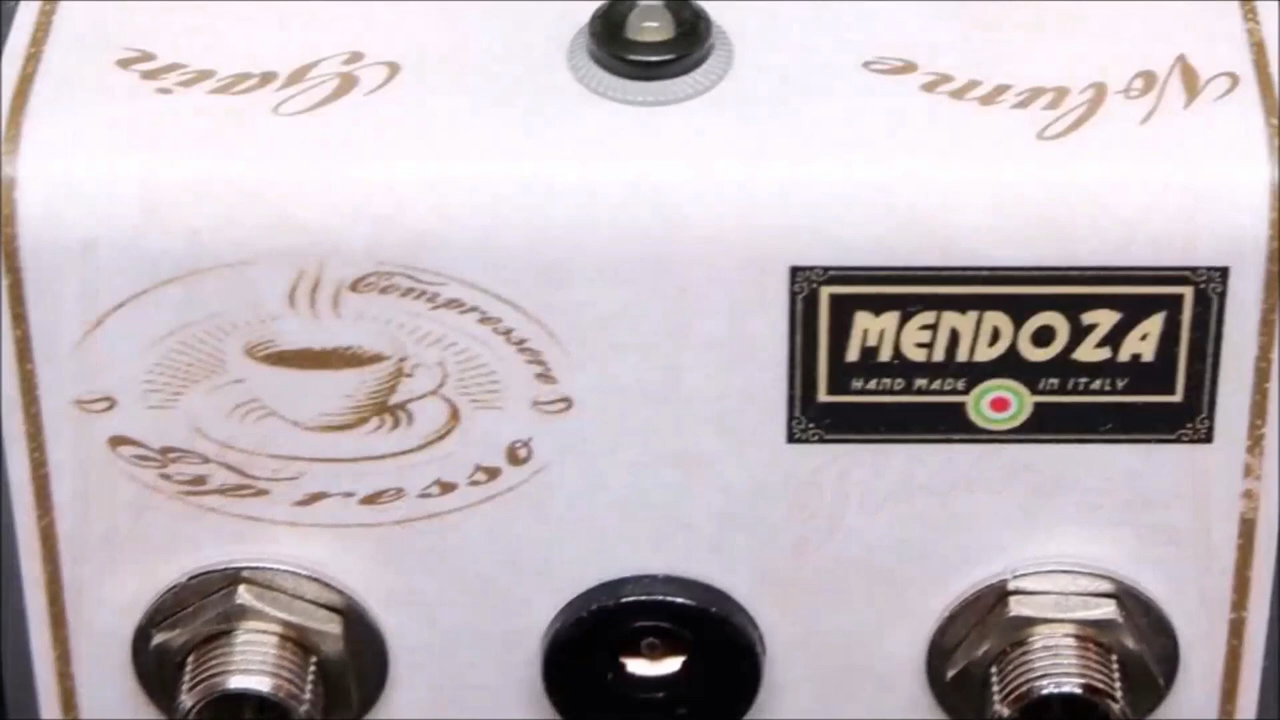 Gain
Volume
Compressore
D D
Espresso
MENDOZA
HAND MADE IN ITALY